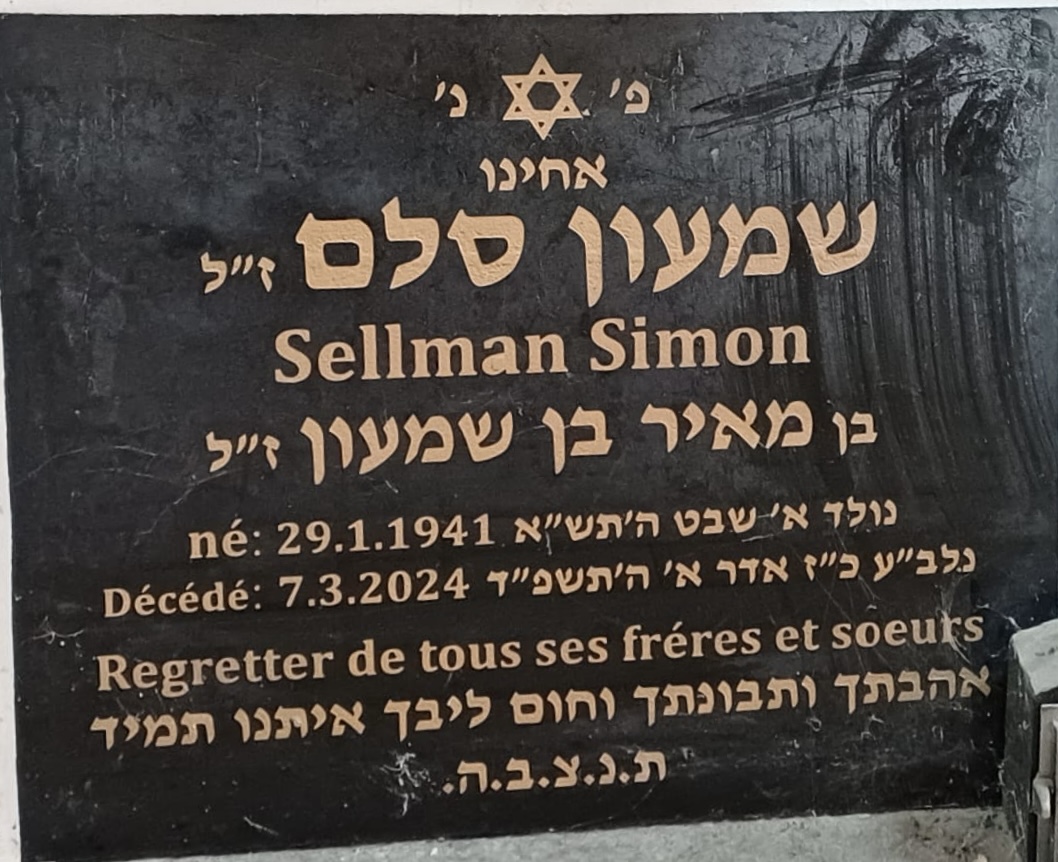 פ' נ'
אחינו
שמעון סלם ז"ל
Sellman Simon
בן מאיר בן שמעון ז"ל
né: 29.1.1941 נולד א' שבט ה'תש"א
Décédé: 7.3.2024 נלב"ע כ"ז אדר א' ה'תשפ"ד
Regretter de tous ses fréres et sôeurs
אהבתך ותבונתך וחום ליבך איתנו תמיד
ת.נ.צ.ב.ה.